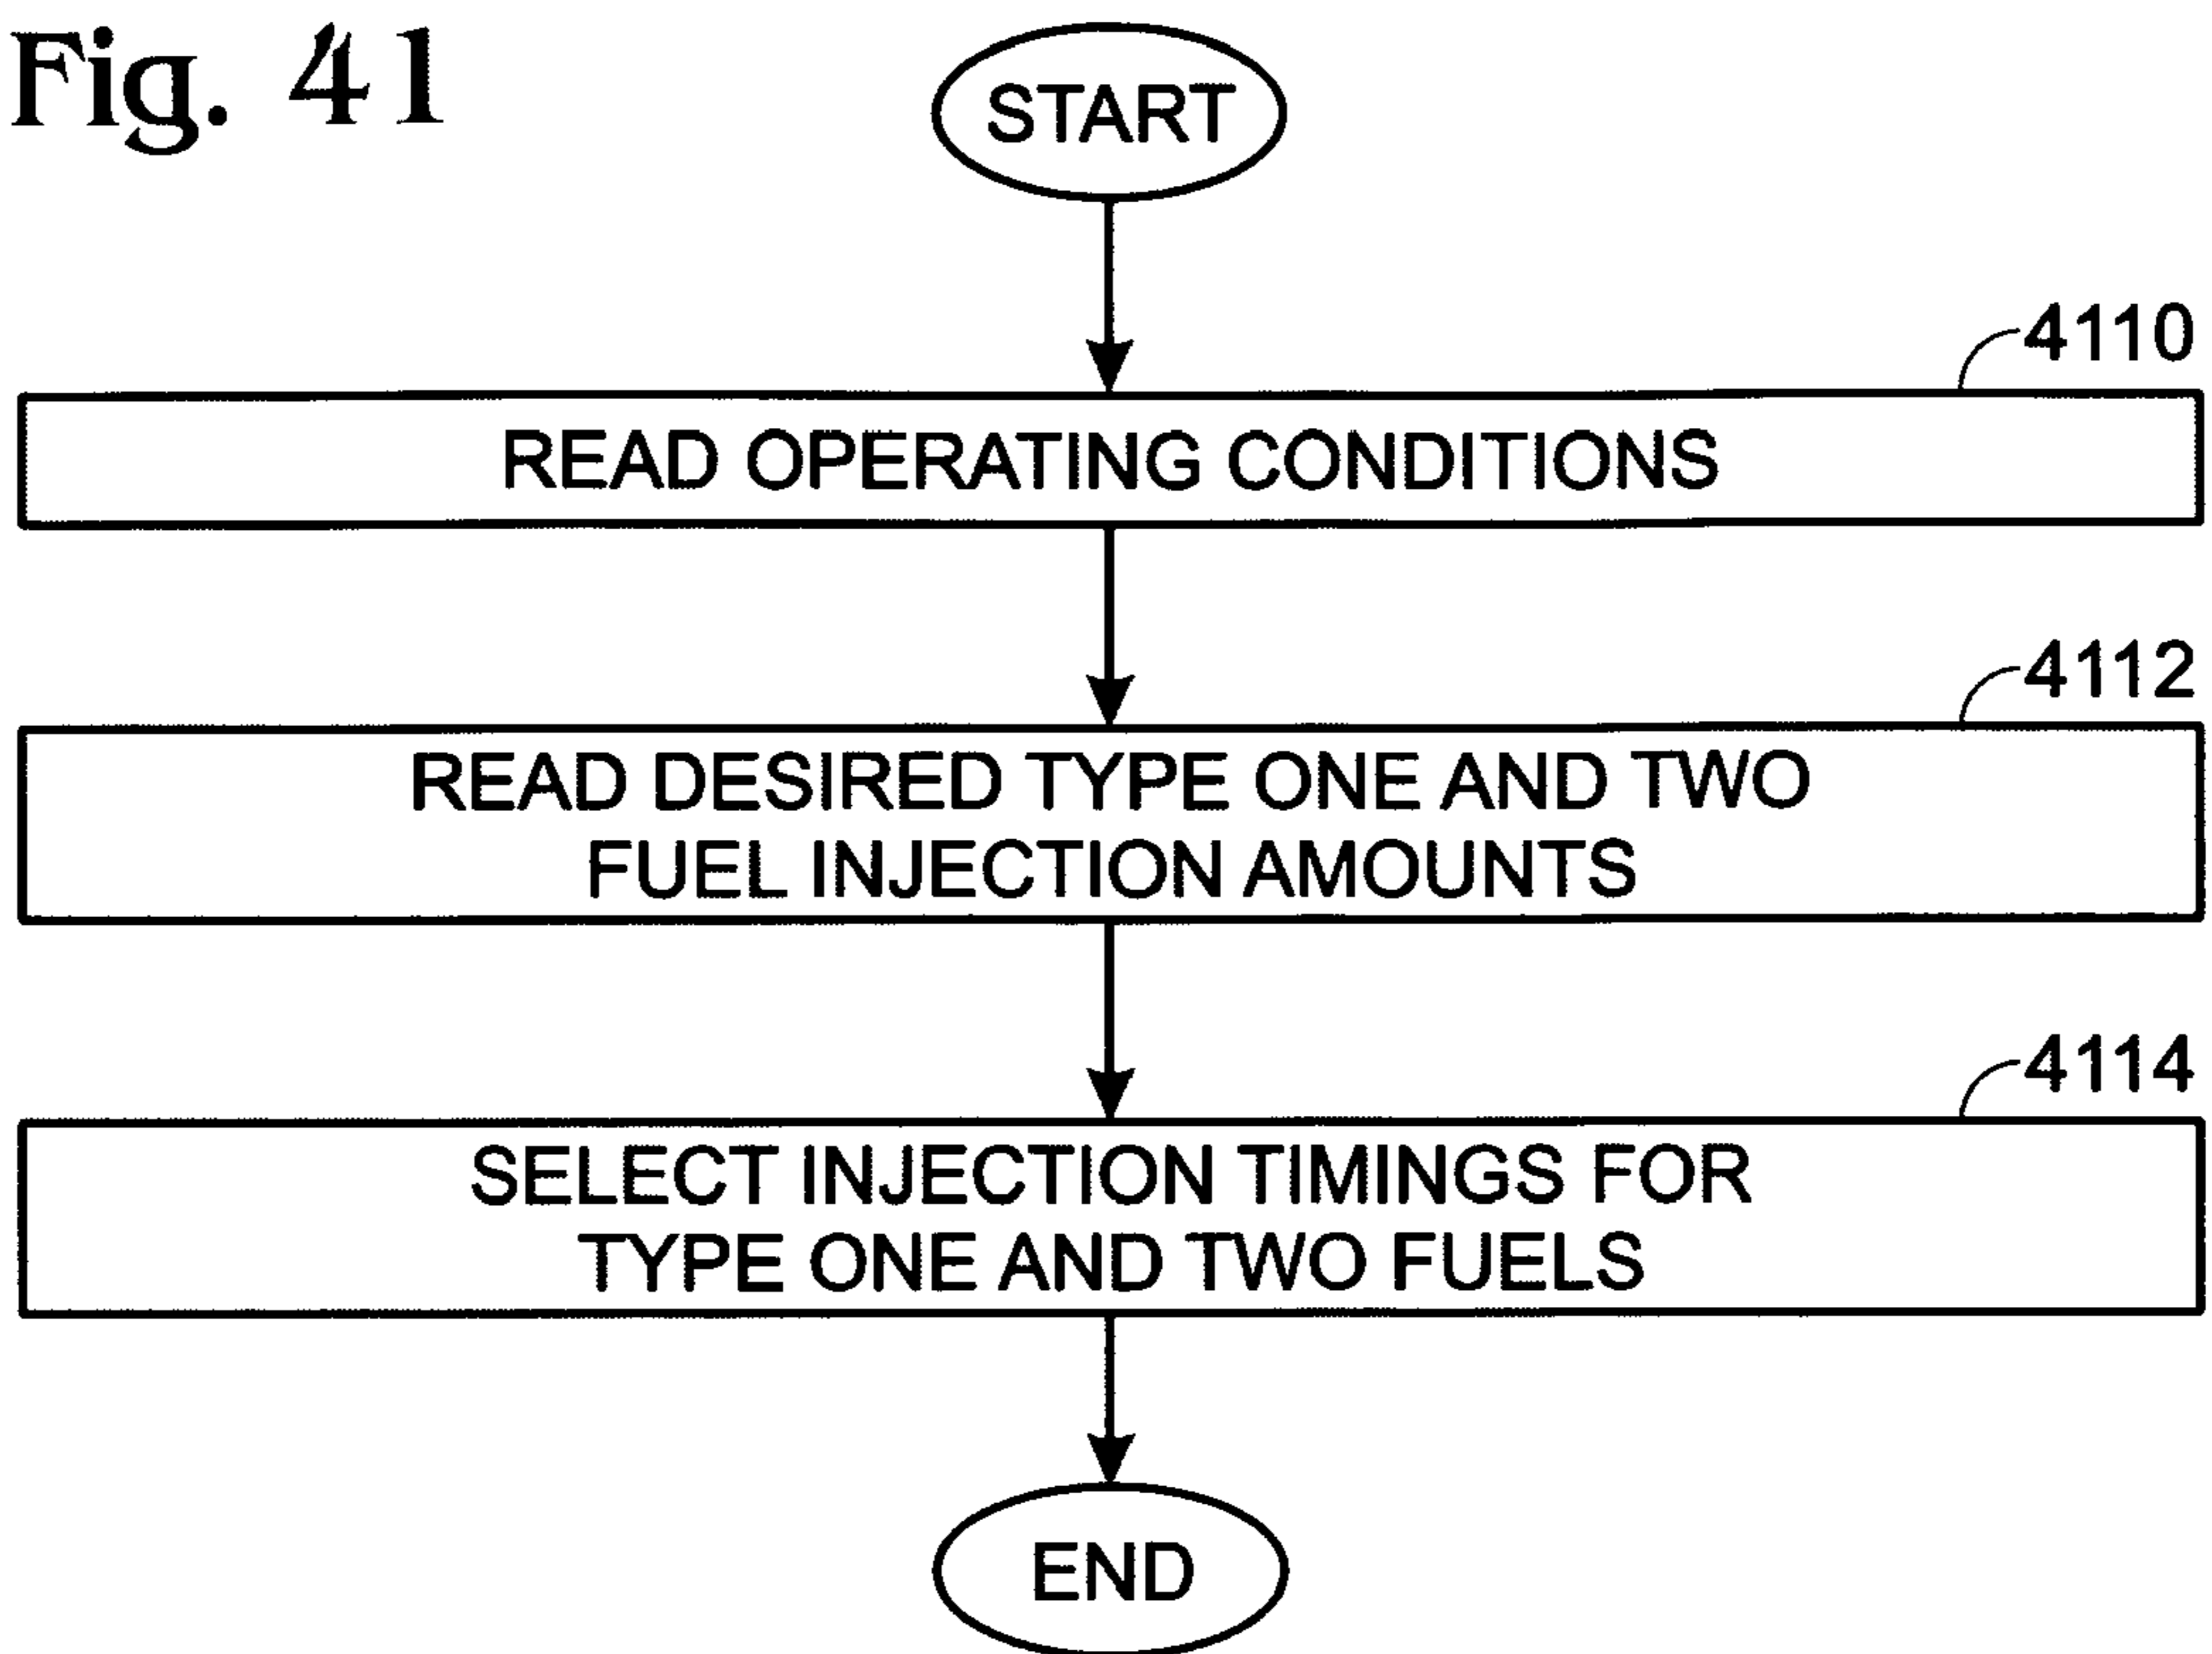 Fig. 41
START
4110
READ OPERATING CONDITIONS
4112
READ DESIRED TYPE ONE AND TWO
FUEL INJECTION AMOUNTS
4114
SELECT INJECTION TIMINGS FOR
TYPE ONE AND TWO FUELS
END